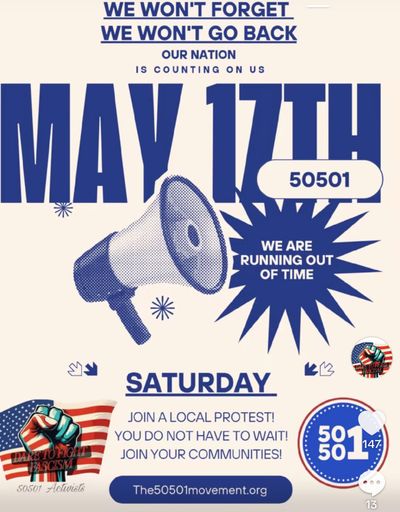 WE WON'T FORGET
WE WON'T GO BACK
OUR NATION
IS COUNTING ON US
MAY 17TH
50501
WE ARE
RUNNING OUT
OF TIME
SATURDAY
JOIN A LOCAL PROTEST!
YOU DO NOT HAVE TO WAIT!
JOIN YOUR COMMUNITIES!
DARE TO FIGHT
FASCISM
50501 Activists
The50501movement.org
50
501
147
13